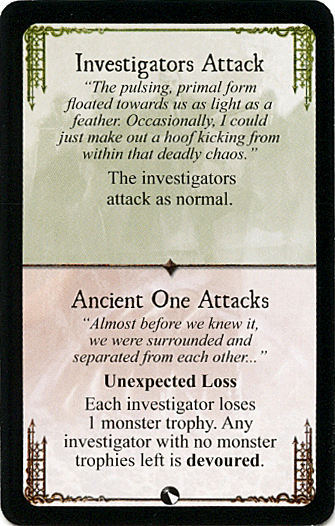 Investigators Attack
“The pulsing, primal form
floated towards us as light as a
feather. Occasionally, I could
just make out a hoof kicking from
within that deadly chaos.”
The investigators
attack as normal.
Ancient One Attacks
“Almost before we knew it,
we were surrounded and
separated from each other...”
Unexpected Loss
Each investigator loses
1 monster trophy. Any
investigator with no monster
trophies left is devoured.